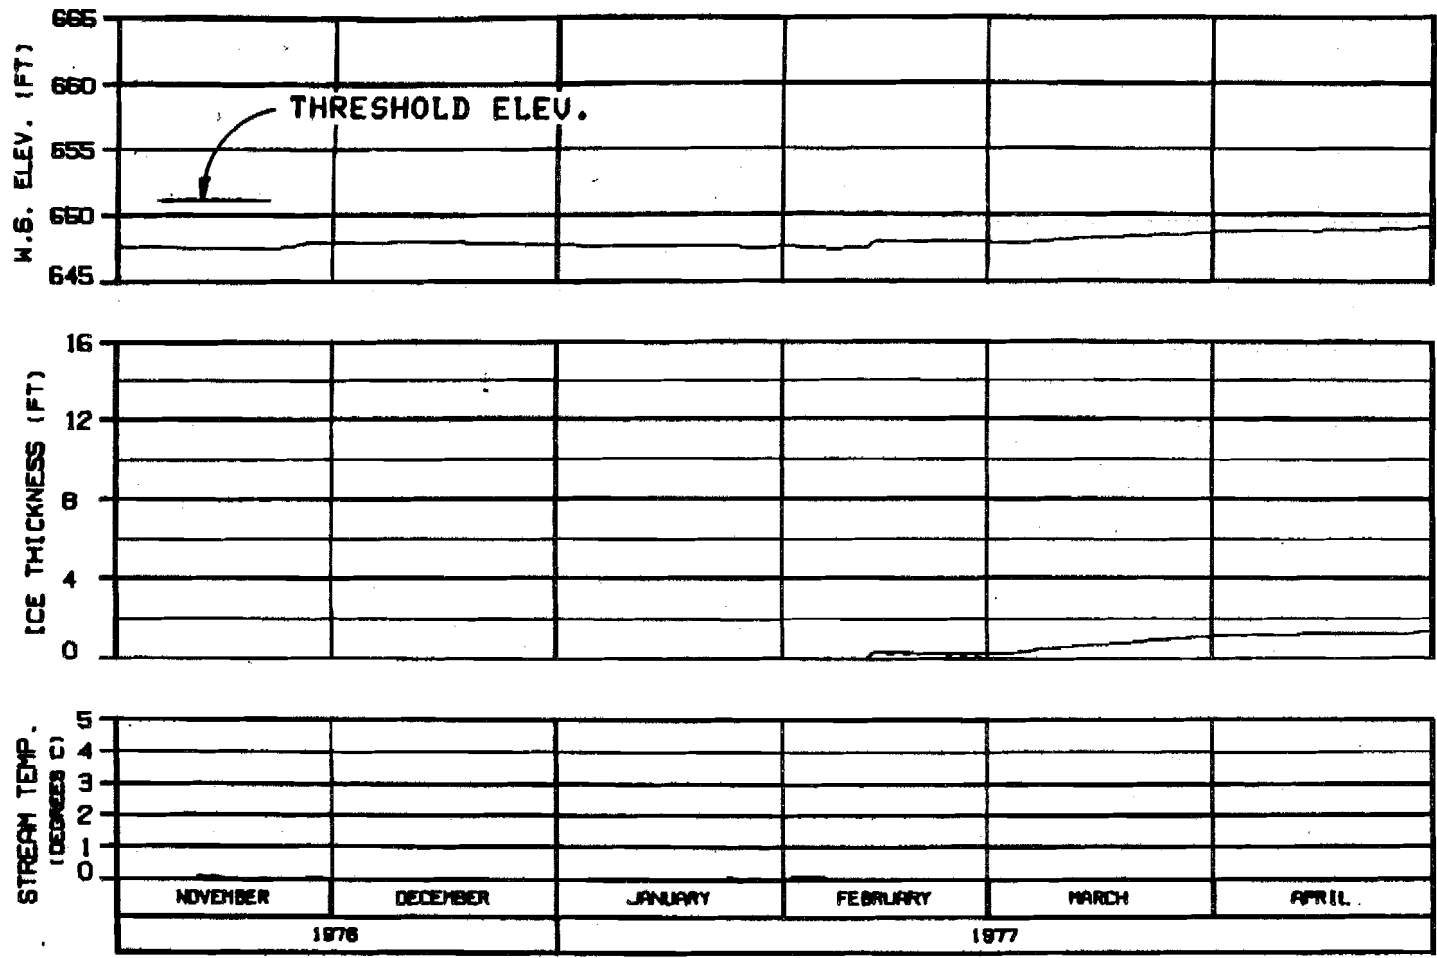 665
660
655
650
645
W.S. ELEV. (FT)
THRESHOLD ELEV.
16
12
8
4
0
ICE THICKNESS (FT)
5
4
3
2
1
0
STREAM TEMP.
(DEGREES C)
NOVEMBER DECEMBER JANUARY FEBRUARY MARCH APRIL
1976 1977